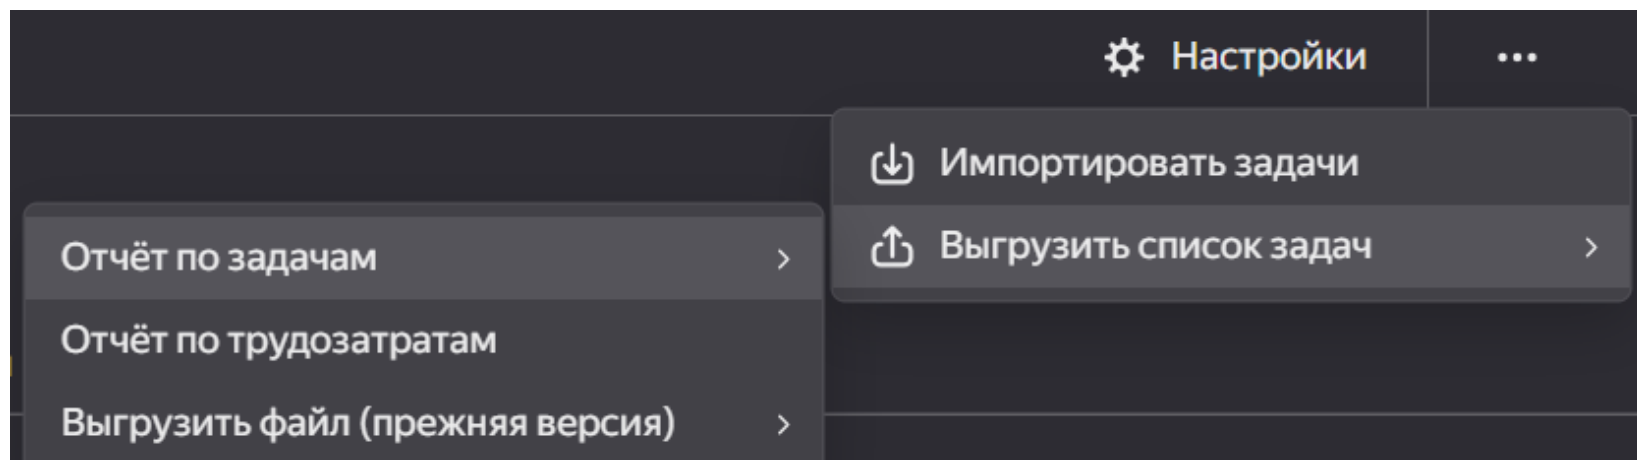 Настройки
Импортировать задачи
Выгрузить список задач
Отчёт по задачам
Отчёт по трудозатратам
Выгрузить файл (прежняя версия)